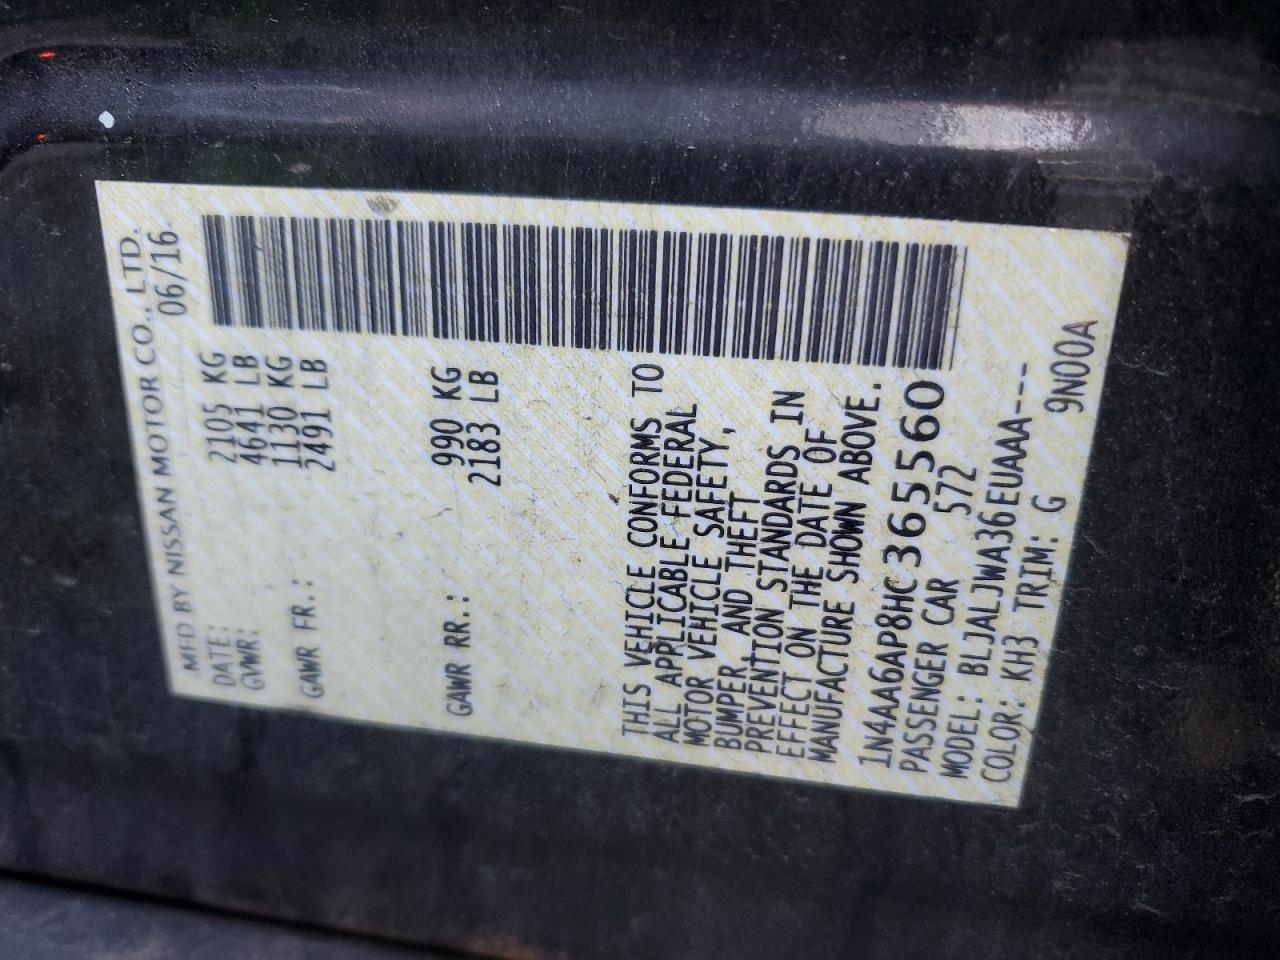 MFD BY NISSAN MOTOR CO., LTD.
DATE: 06/16
GVWR: 2105 KG
4641 LB
GAWR FR.: 1130 KG
2491 LB
GAWR RR.: 990 KG
2183 LB
THIS VEHICLE CONFORMS TO
ALL APPLICABLE FEDERAL
MOTOR VEHICLE SAFETY,
BUMPER, AND THEFT
PREVENTION STANDARDS IN
EFFECT ON THE DATE OF
MANUFACTURE SHOWN ABOVE.
1N4AA6AP8HC365560
PASSENGER CAR 572
MODEL: BLJALJWA36EUAAA----
COLOR: KH3 TRIM: G 9N00A